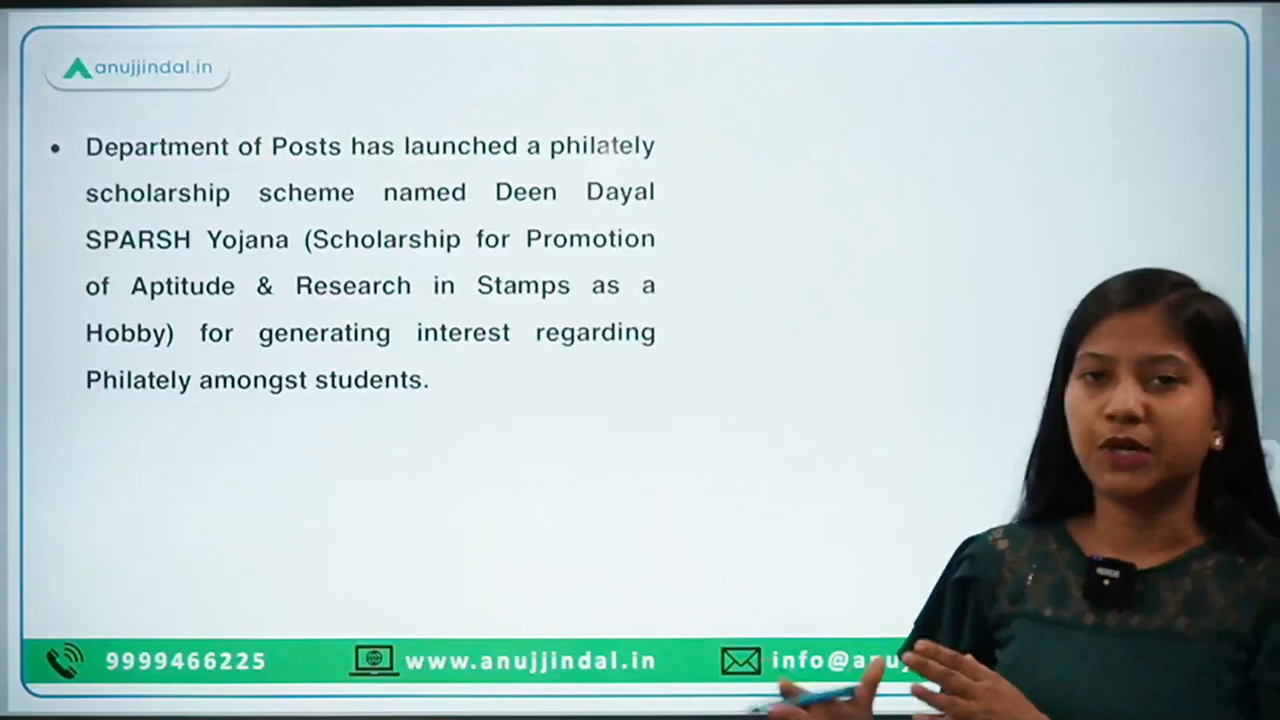 anujjindal.in
• Department of Posts has launched a philately
scholarship scheme named Deen Dayal
SPARSH Yojana (Scholarship for Promotion
of Aptitude & Research in Stamps as a
Hobby) for generating interest regarding
Philately amongst students.
9999466225
www.anujjindal.in